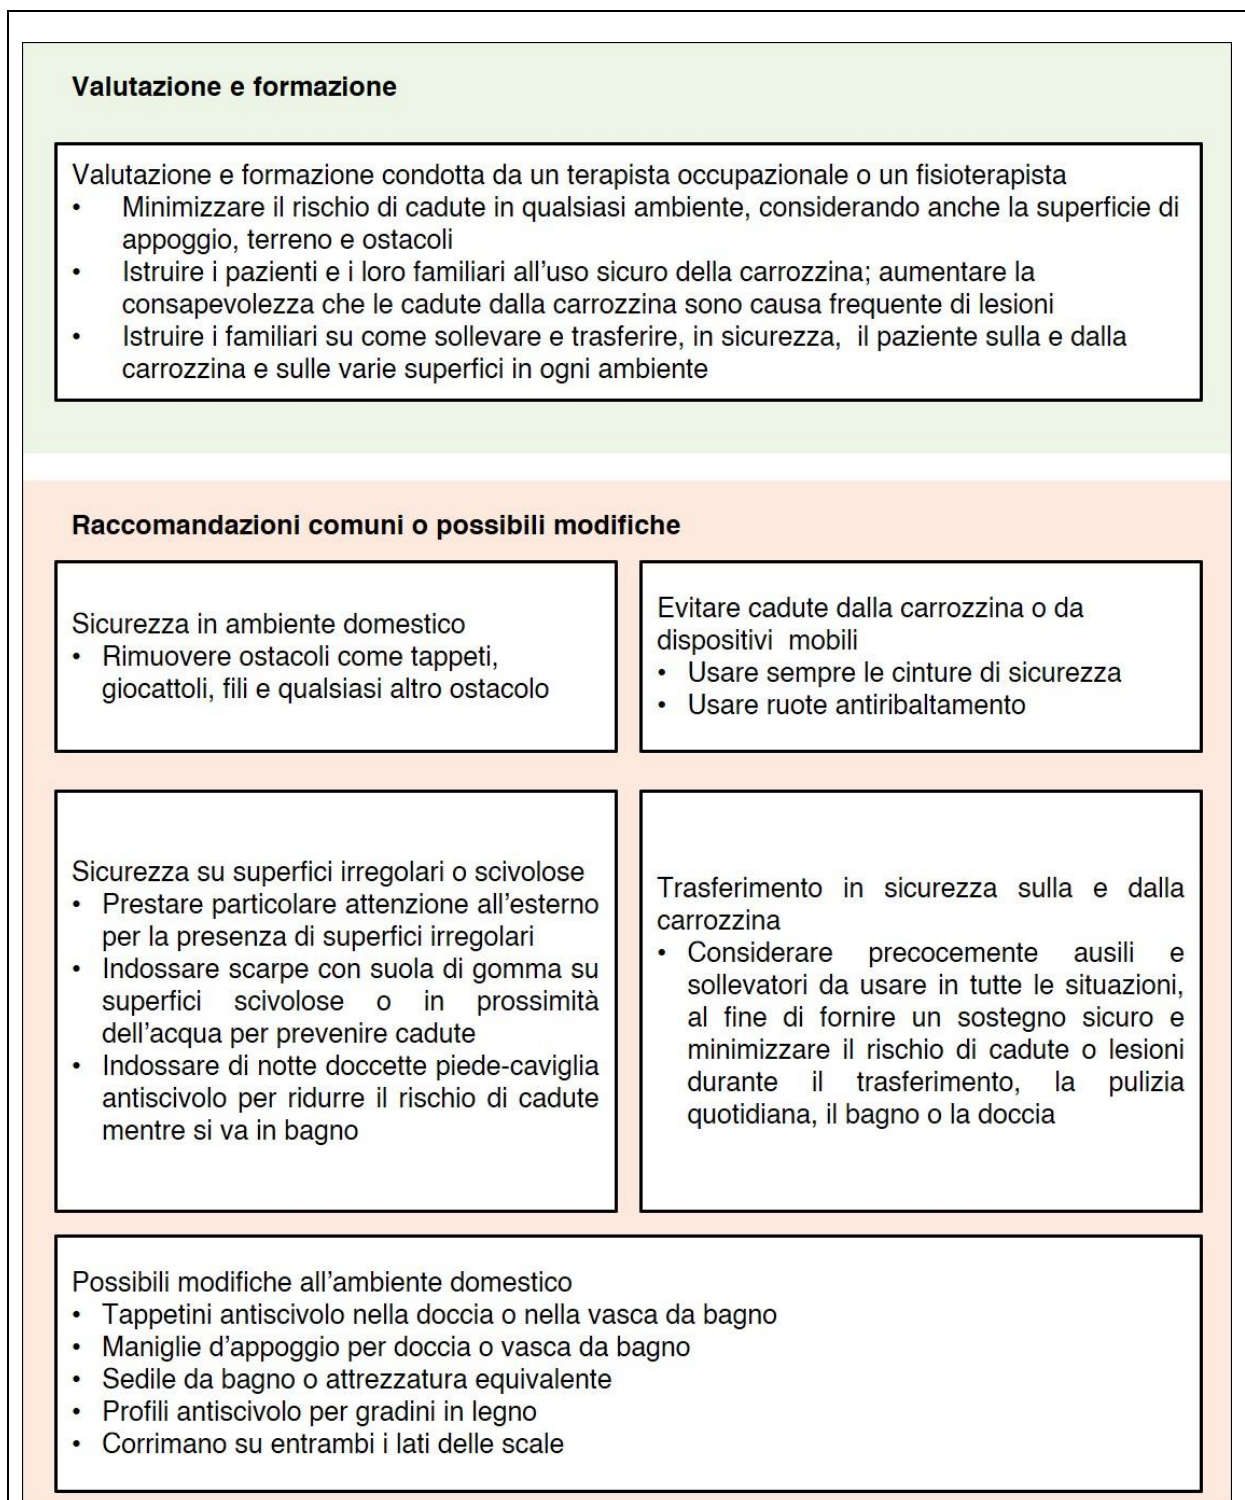 Valutazione e formazione
Valutazione e formazione condotta da un terapista occupazionale o un fisioterapista
• Minimizzare il rischio di cadute in qualsiasi ambiente, considerando anche la superficie di
appoggio, terreno e ostacoli
• Istruire i pazienti e i loro familiari all'uso sicuro della carrozzina; aumentare la
consapevolezza che le cadute dalla carrozzina sono causa frequente di lesioni
• Istruire i familiari su come sollevare e trasferire, in sicurezza, il paziente sulla e dalla
carrozzina e sulle varie superfici in ogni ambiente
Raccomandazioni comuni o possibili modifiche
Sicurezza in ambiente domestico
• Rimuovere ostacoli come tappeti,
giocattoli, fili e qualsiasi altro ostacolo
Evitare cadute dalla carrozzina o da
dispositivi mobili
• Usare sempre le cinture di sicurezza
• Usare ruote antiribaltamento
Sicurezza su superfici irregolari o scivolose
• Prestare particolare attenzione all'esterno
per la presenza di superfici irregolari
• Indossare scarpe con suola di gomma su
superfici scivolose o in prossimità
dell'acqua per prevenire cadute
• Indossare di notte doccette piede-caviglia
antiscivolo per ridurre il rischio di cadute
mentre si va in bagno
Trasferimento in sicurezza sulla e dalla
carrozzina
• Considerare precocemente ausili e
sollevatori da usare in tutte le situazioni,
al fine di fornire un sostegno sicuro e
minimizzare il rischio di cadute o lesioni
durante il trasferimento, la pulizia
quotidiana, il bagno o la doccia
Possibili modifiche all'ambiente domestico
• Tappetini antiscivolo nella doccia o nella vasca da bagno
• Maniglie d'appoggio per doccia o vasca da bagno
• Sedile da bagno o attrezzatura equivalente
• Profili antiscivolo per gradini in legno
• Corrimano su entrambi i lati delle scale